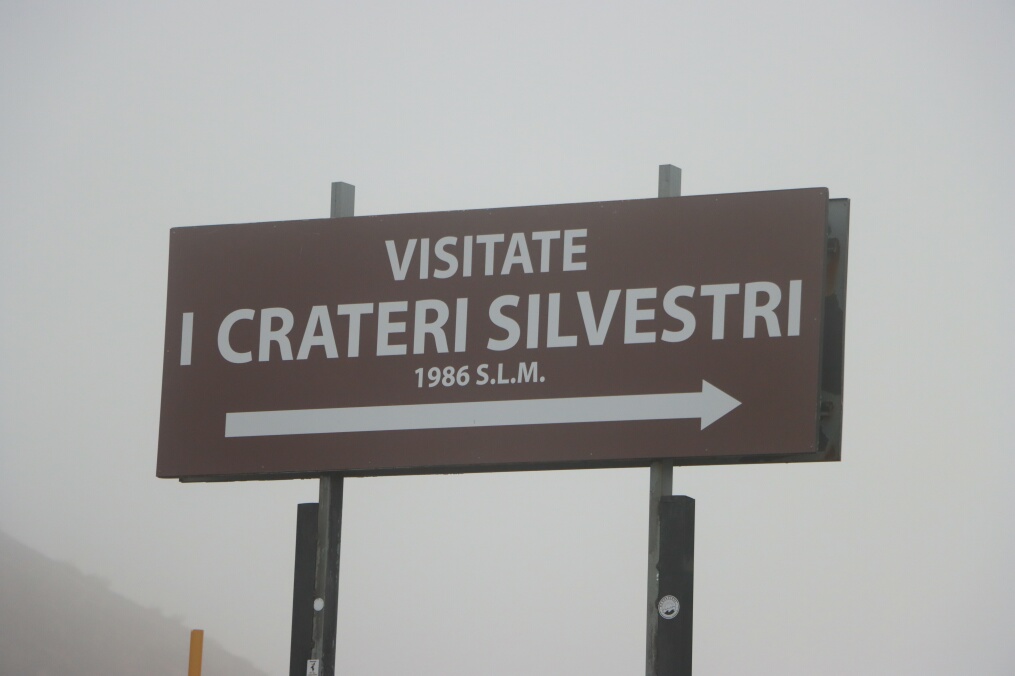 VISITATE
I CRATERI SILVESTRI
1986 S.L.M.